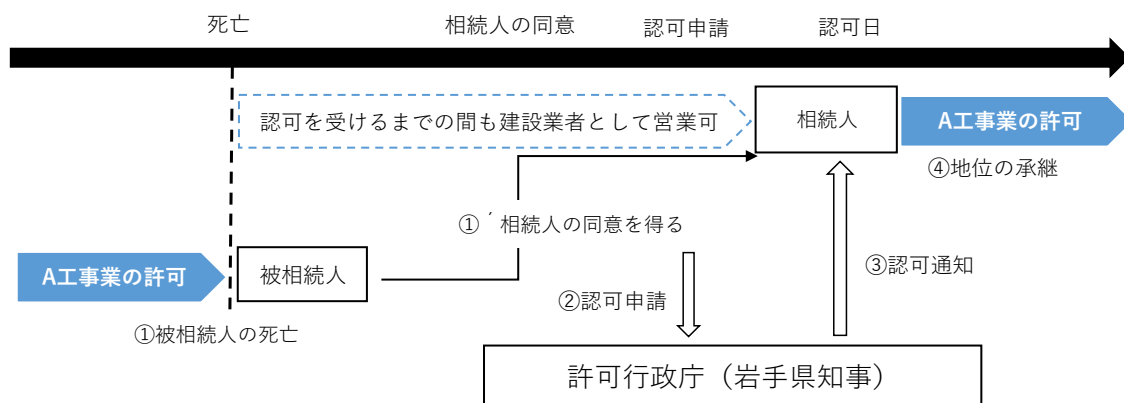 死亡
相続人の同意
認可申請
認可日
認可を受けるまでの間も建設業者として営業可
相続人
A工事業の許可
④地位の承継
①´相続人の同意を得る
A工事業の許可
被相続人
③認可通知
②認可申請
①被相続人の死亡
許可行政庁（岩手県知事）